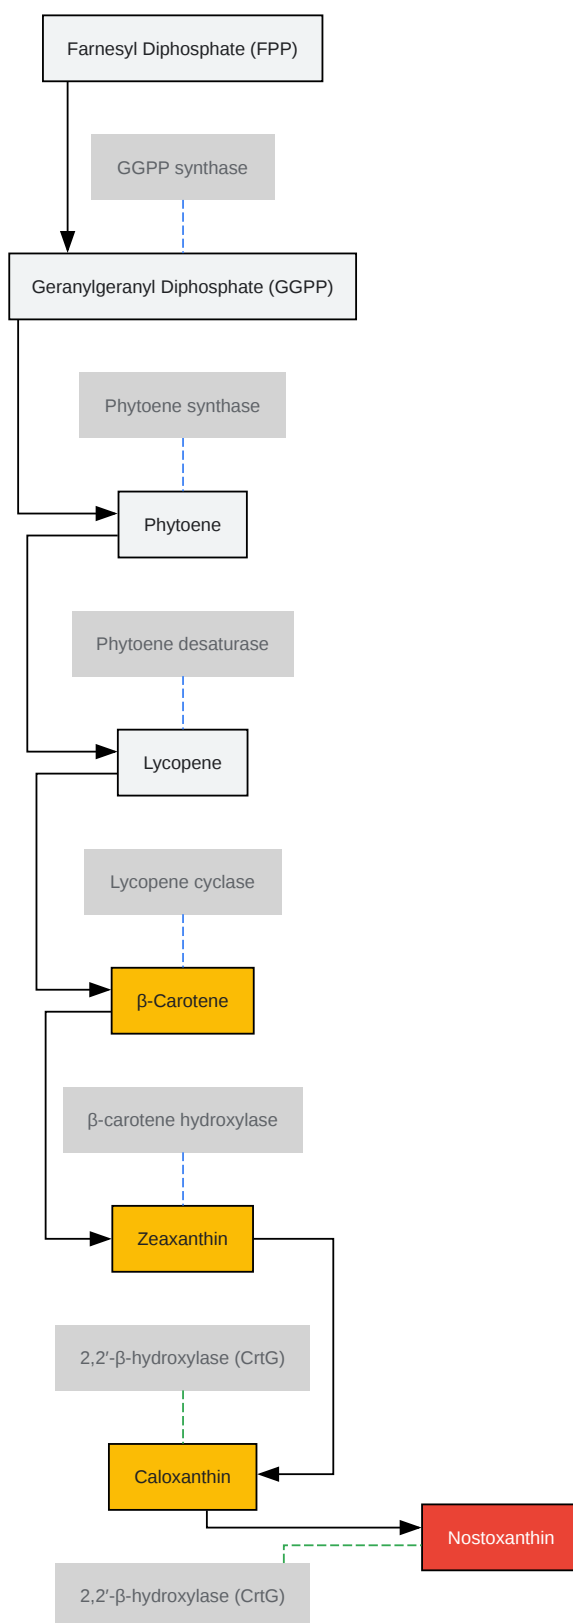 Farnesyl Diphosphate (FPP)
GGPP synthase
Geranylgeranyl Diphosphate (GGPP)
Phytoene synthase
Phytoene
Phytoene desaturase
Lycopene
Lycopene cyclase
β-Carotene
β-carotene hydroxylase
Zeaxanthin
2,2′-β-hydroxylase (CrtG)
Caloxanthin
Nostoxanthin
2,2′-β-hydroxylase (CrtG)